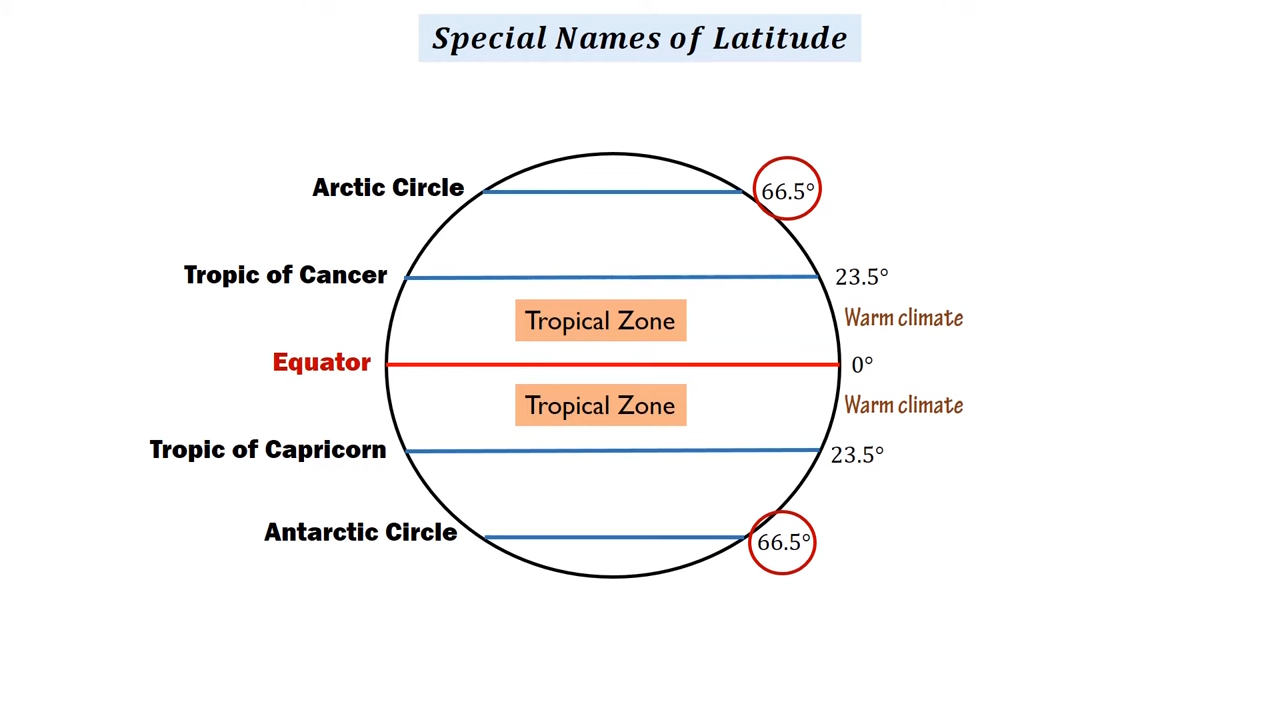 Special Names of Latitude
Arctic Circle
66.5°
Tropic of Cancer
23.5°
Tropical Zone
Warm climate
Equator
0°
Tropical Zone
Warm climate
Tropic of Capricorn
23.5°
Antarctic Circle
66.5°